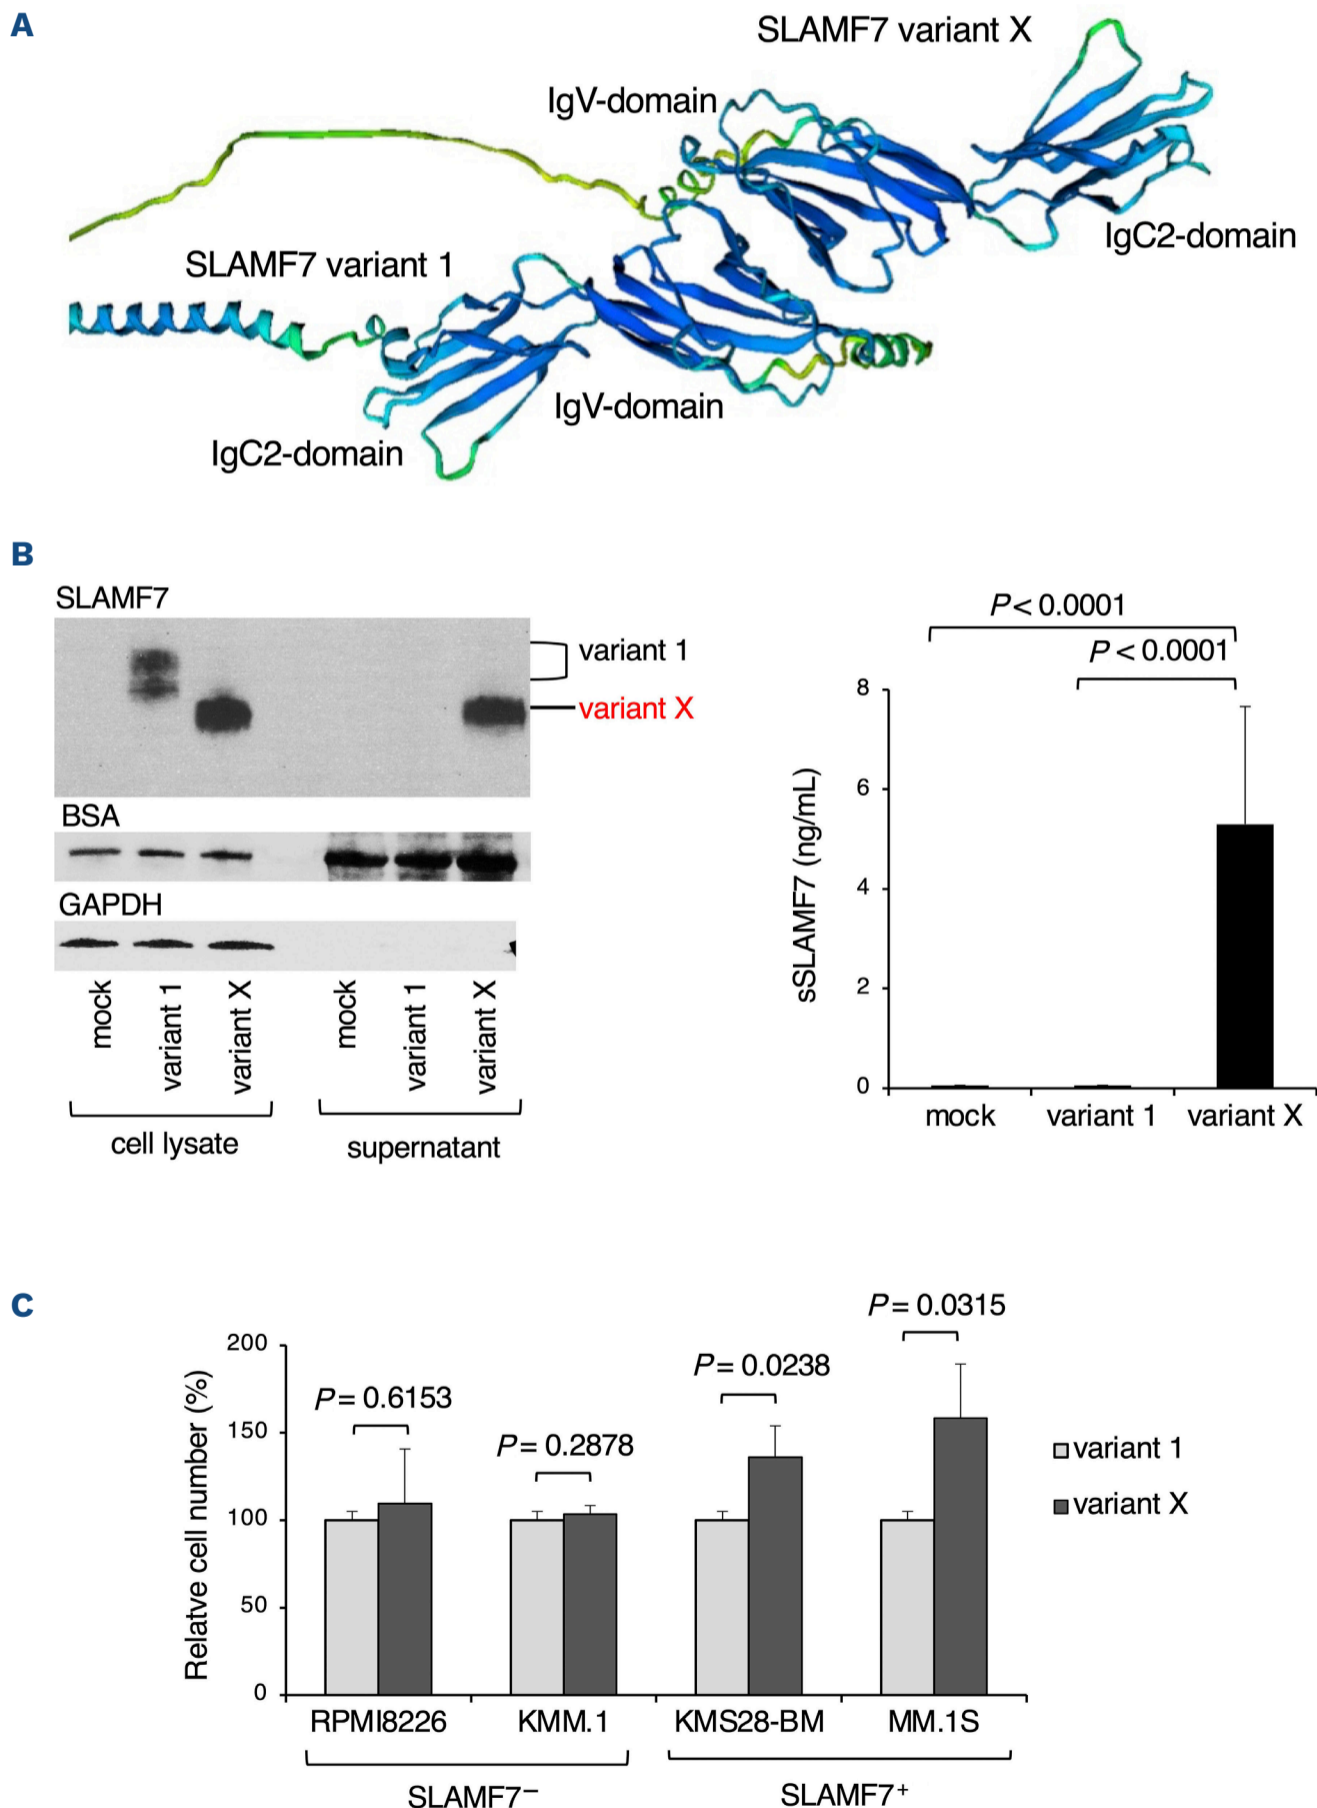 A
SLAMF7 variant X
IgV-domain
IgC2-domain
SLAMF7 variant 1
IgV-domain
IgC2-domain
B
SLAMF7
variant 1
variant X
BSA
GAPDH
mock
variant 1
variant X
mock
variant 1
variant X
cell lysate
supernatant
P < 0.0001
P < 0.0001
sSLAMF7 (ng/mL)
8
6
4
2
0
mock
variant 1
variant X
C
Relatve cell number (%)
200
150
100
50
0
P = 0.6153
P = 0.2878
P = 0.0238
P = 0.0315
variant 1
variant X
RPMI8226
KMM.1
KMS28-BM
MM.1S
SLAMF7⁻
SLAMF7⁺